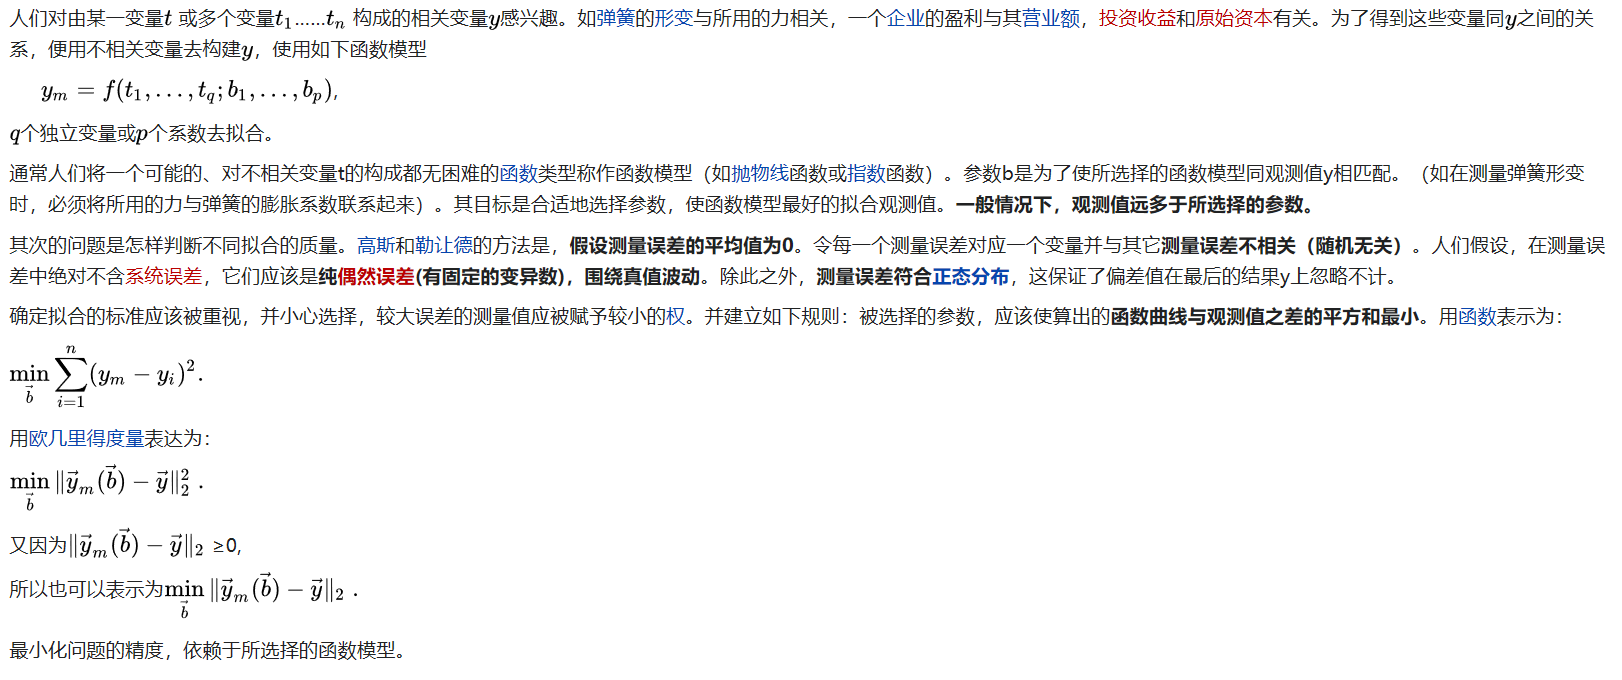 人们对由某一变量t 或多个变量t₁……tₙ 构成的相关变量y感兴趣。如弹簧的形变与所用的力相关，一个企业的盈利与其营业额，投资收益和原始资本有关。为了得到这些变量同y之间的关
系，便用不相关变量去构建y，使用如下函数模型
yₘ = f(t₁, …, t_q; b₁, …, bₚ),
q个独立变量或p个系数去拟合。
通常人们将一个可能的、对不相关变量t的构成都无困难的函数类型称作函数模型（如抛物线函数或指数函数）。参数b是为了使所选择的函数模型同观测值y相匹配。（如在测量弹簧形变
时，必须将所用的力与弹簧的膨胀系数联系起来）。其目标是合适地选择参数，使函数模型最好的拟合观测值。一般情况下，观测值远多于所选择的参数。
其次的问题是怎样判断不同拟合的质量。高斯和勒让德的方法是，假设测量误差的平均值为0。令每一个测量误差对应一个变量并与其它测量误差不相关（随机无关）。人们假设，在测量误
差中绝对不含系统误差，它们应该是纯偶然误差(有固定的变异数)，围绕真值波动。除此之外，测量误差符合正态分布，这保证了偏差值在最后的结果y上忽略不计。
确定拟合的标准应该被重视，并小心选择，较大误差的测量值应被赋予较小的权。并建立如下规则：被选择的参数，应该使算出的函数曲线与观测值之差的平方和最小。用函数表示为：
min_{\vec{b}} \sum_{i=1}^{n} (yₘ − yᵢ)².
用欧几里得度量表达为：
min_{\vec{b}} ‖\vec{y}ₘ(\vec{b}) − \vec{y}‖₂² .
又因为‖\vec{y}ₘ(\vec{b}) − \vec{y}‖₂ ≥0,
所以也可以表示为min_{\vec{b}} ‖\vec{y}ₘ(\vec{b}) − \vec{y}‖₂ .
最小化问题的精度，依赖于所选择的函数模型。